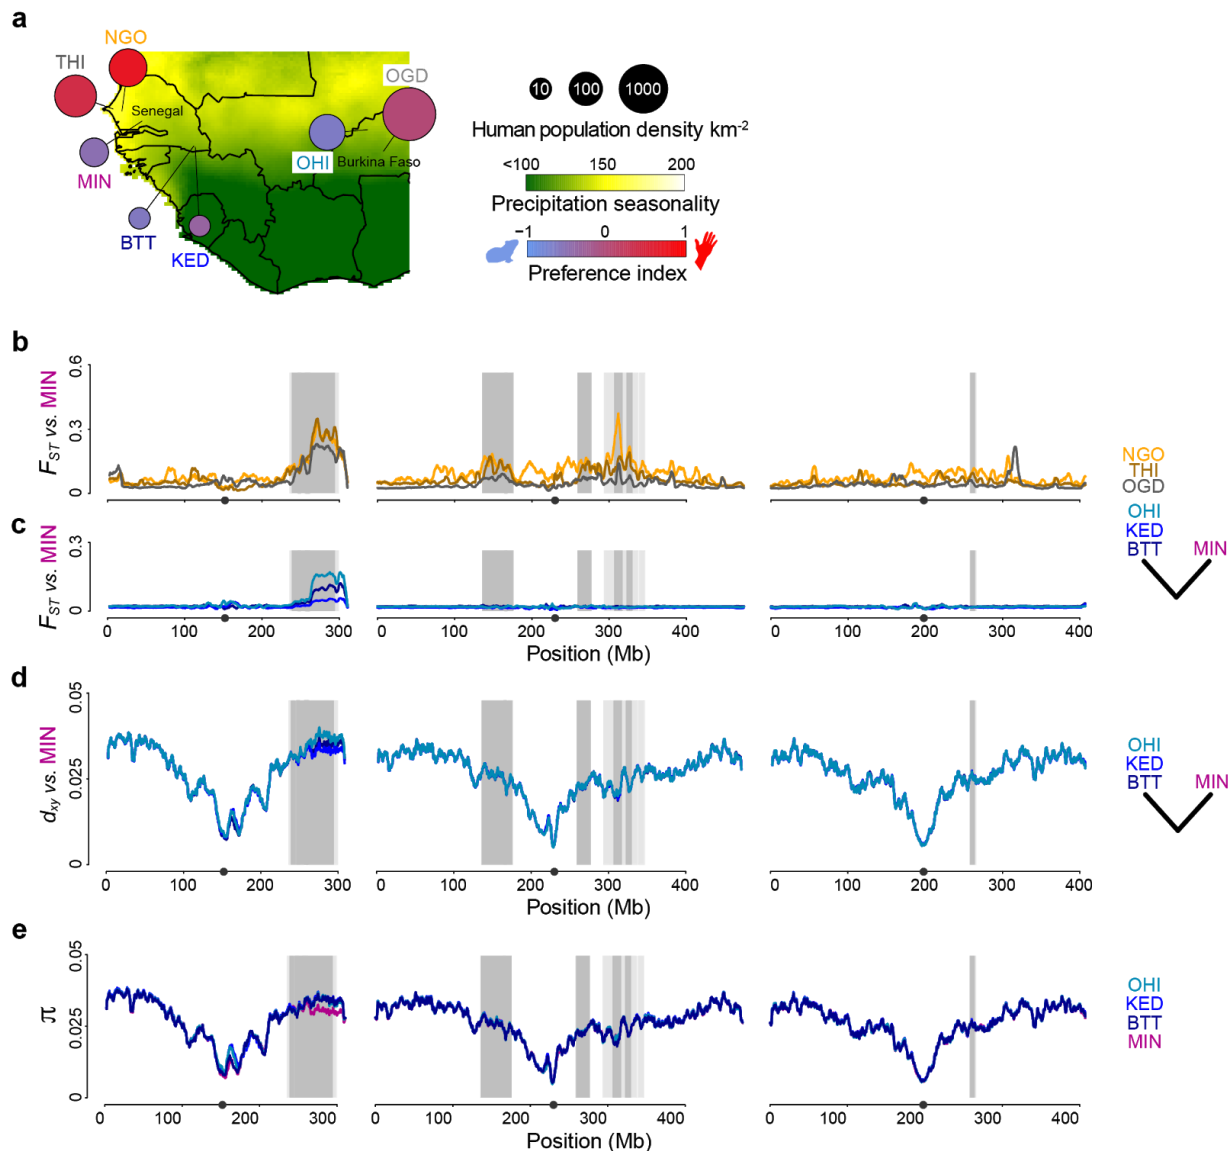 a
NGO
THI
OGD
Senegal
MIN
OHI
Burkina Faso
BTT
KED
10 100 1000
Human population density km-2
<100 150 200
Precipitation seasonality
−1 0 1
Preference index
b
FST vs. MIN
0 0.3 0.6
NGO
THI
OGD
c
FST vs. MIN
0 0.3
0 100 200 300 0 100 200 300 400 0 100 200 300 400
Position (Mb)
OHI
KED
BTT MIN
d
dxy vs. MIN
0 0.025 0.05
0 100 200 300 0 100 200 300 400 0 100 200 300 400
Position (Mb)
OHI
KED
BTT MIN
e
π
0 0.025 0.05
0 100 200 300 0 100 200 300 400 0 100 200 300 400
Position (Mb)
OHI
KED
BTT
MIN